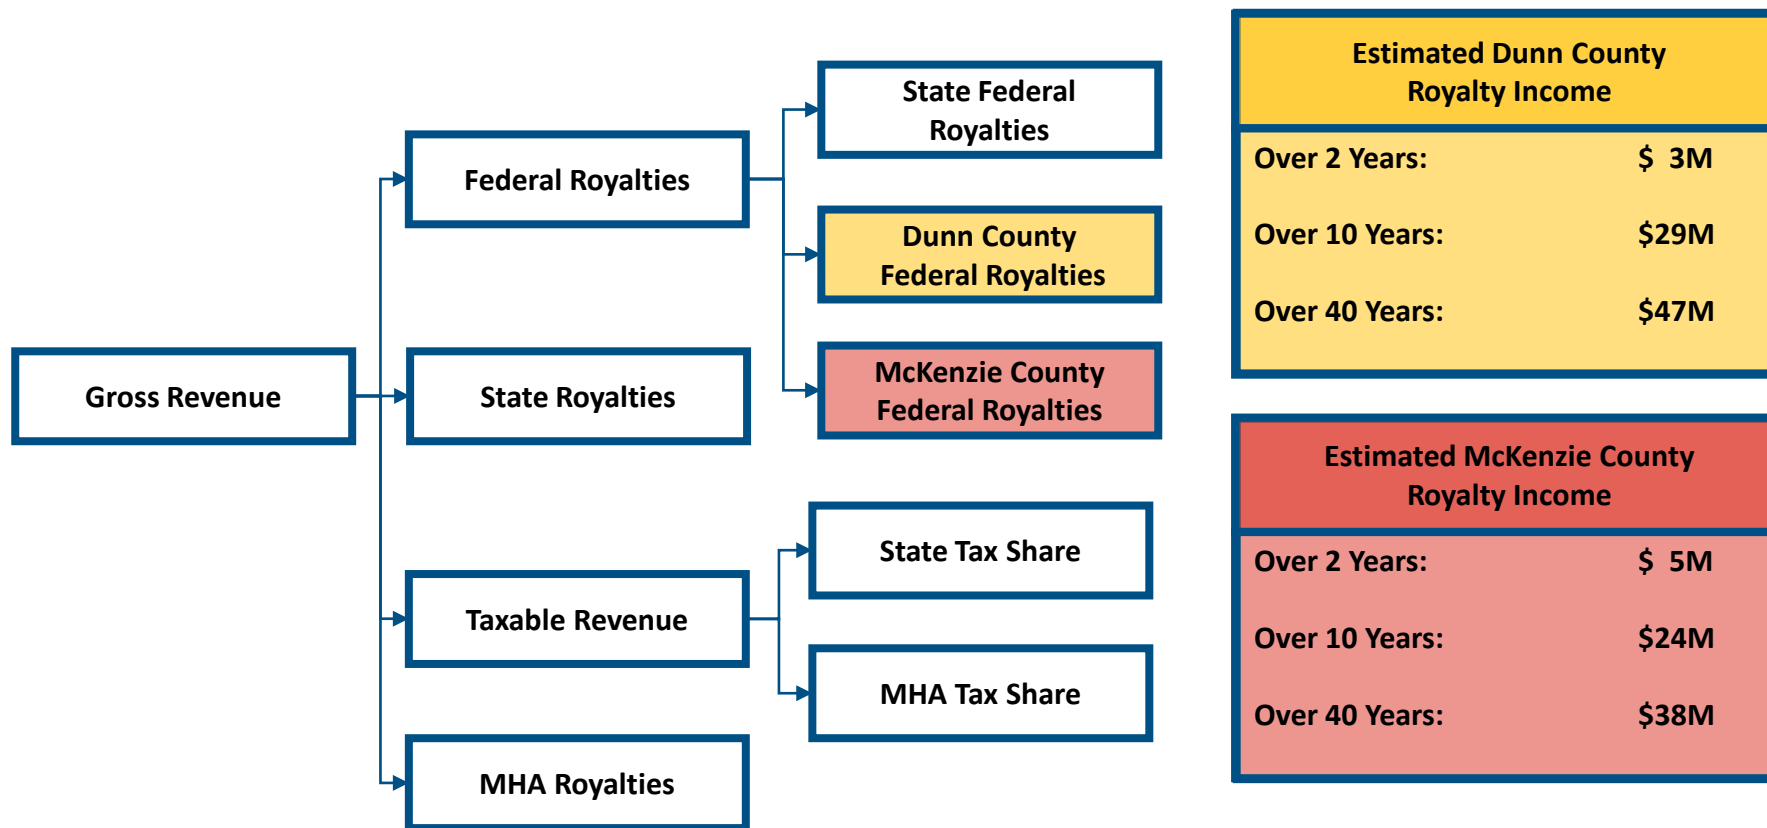 Gross Revenue
Federal Royalties
State Royalties
Taxable Revenue
MHA Royalties
State Federal
Royalties
Dunn County
Federal Royalties
McKenzie County
Federal Royalties
State Tax Share
MHA Tax Share
Estimated Dunn County
Royalty Income
Over 2 Years: $ 3M
Over 10 Years: $29M
Over 40 Years: $47M
Estimated McKenzie County
Royalty Income
Over 2 Years: $ 5M
Over 10 Years: $24M
Over 40 Years: $38M